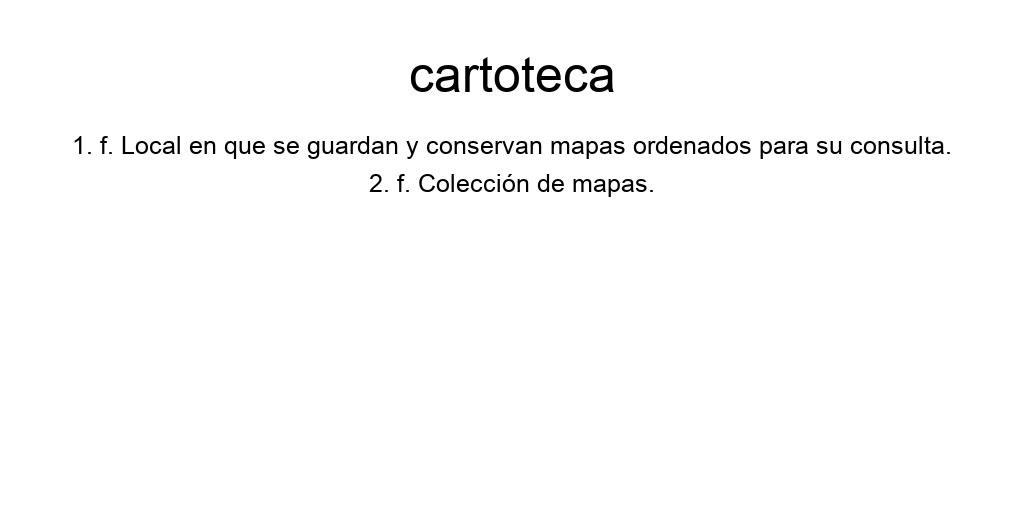 cartoteca
1. f. Local en que se guardan y conservan mapas ordenados para su consulta.
2. f. Colección de mapas.